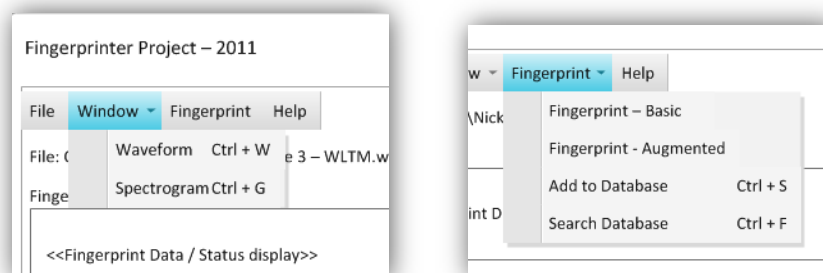 Fingerprinter Project – 2011
File Window Fingerprint Help
File: Waveform Ctrl + W e 3 – WLTM.w
Finge Spectrogram Ctrl + G
<<Fingerprint Data / Status display>>
w Fingerprint Help
\Nick Fingerprint – Basic
Fingerprint - Augmented
Add to Database Ctrl + S
int D Search Database Ctrl + F